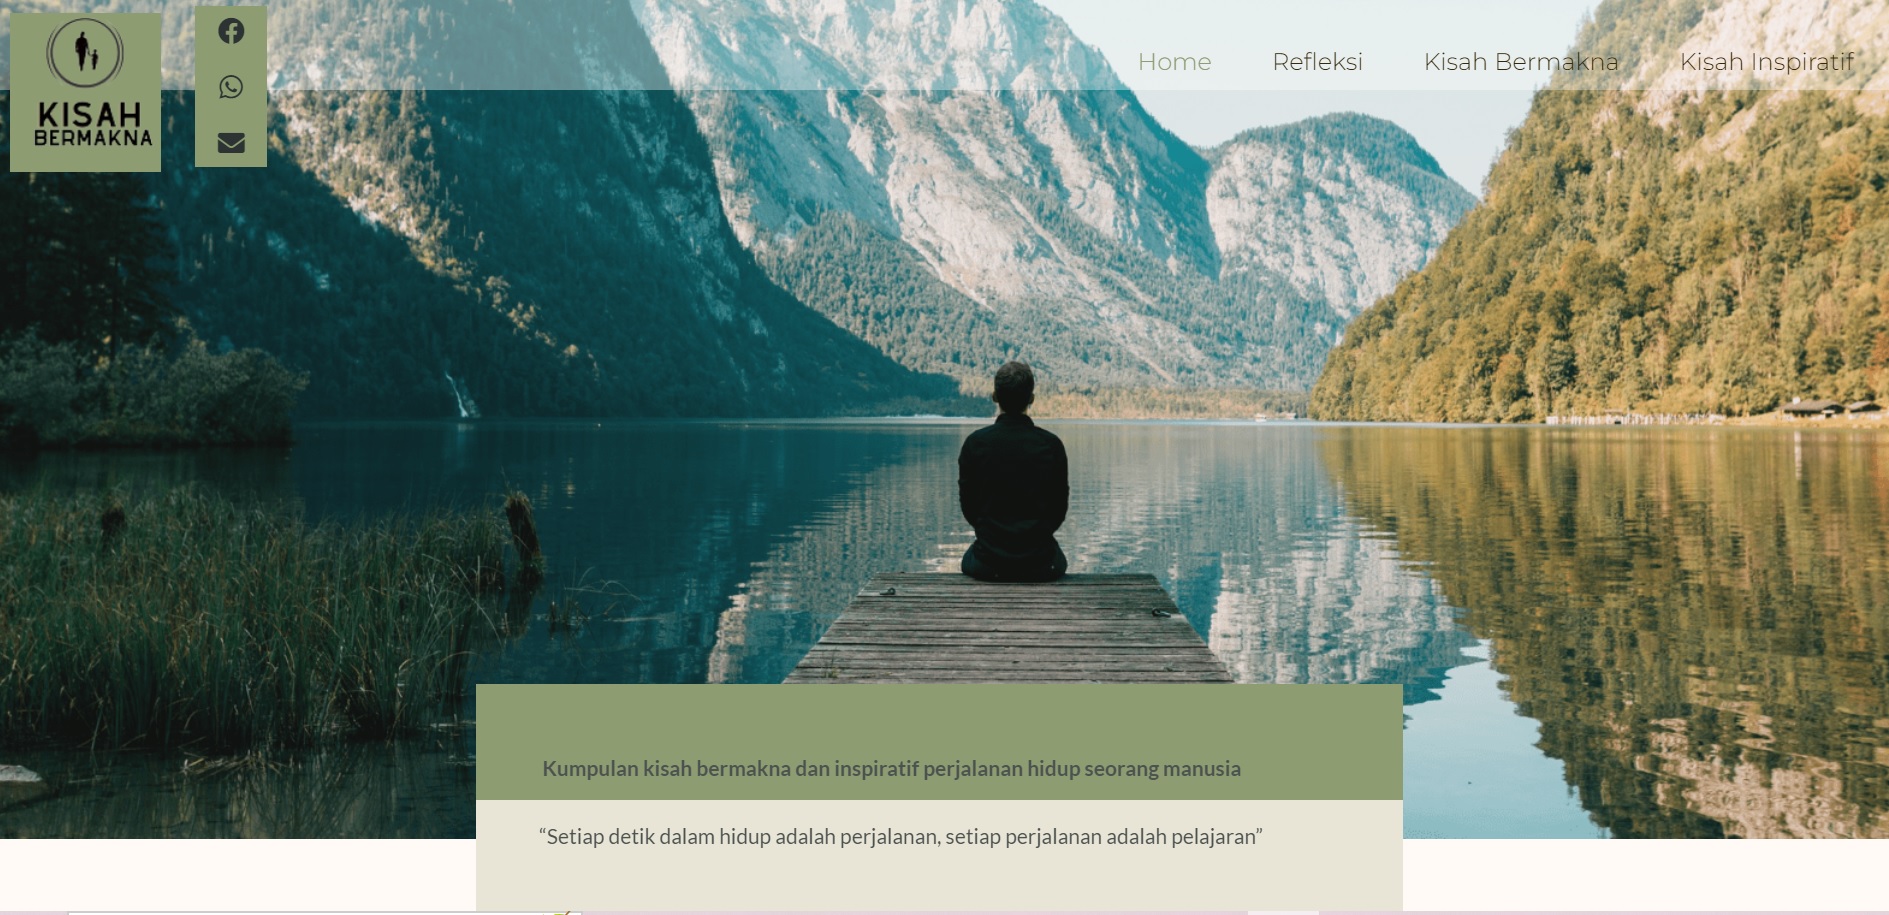 KISAH
BERMAKNA
Home
Refleksi
Kisah Bermakna
Kisah Inspiratif
Kumpulan kisah bermakna dan inspiratif perjalanan hidup seorang manusia
“Setiap detik dalam hidup adalah perjalanan, setiap perjalanan adalah pelajaran”